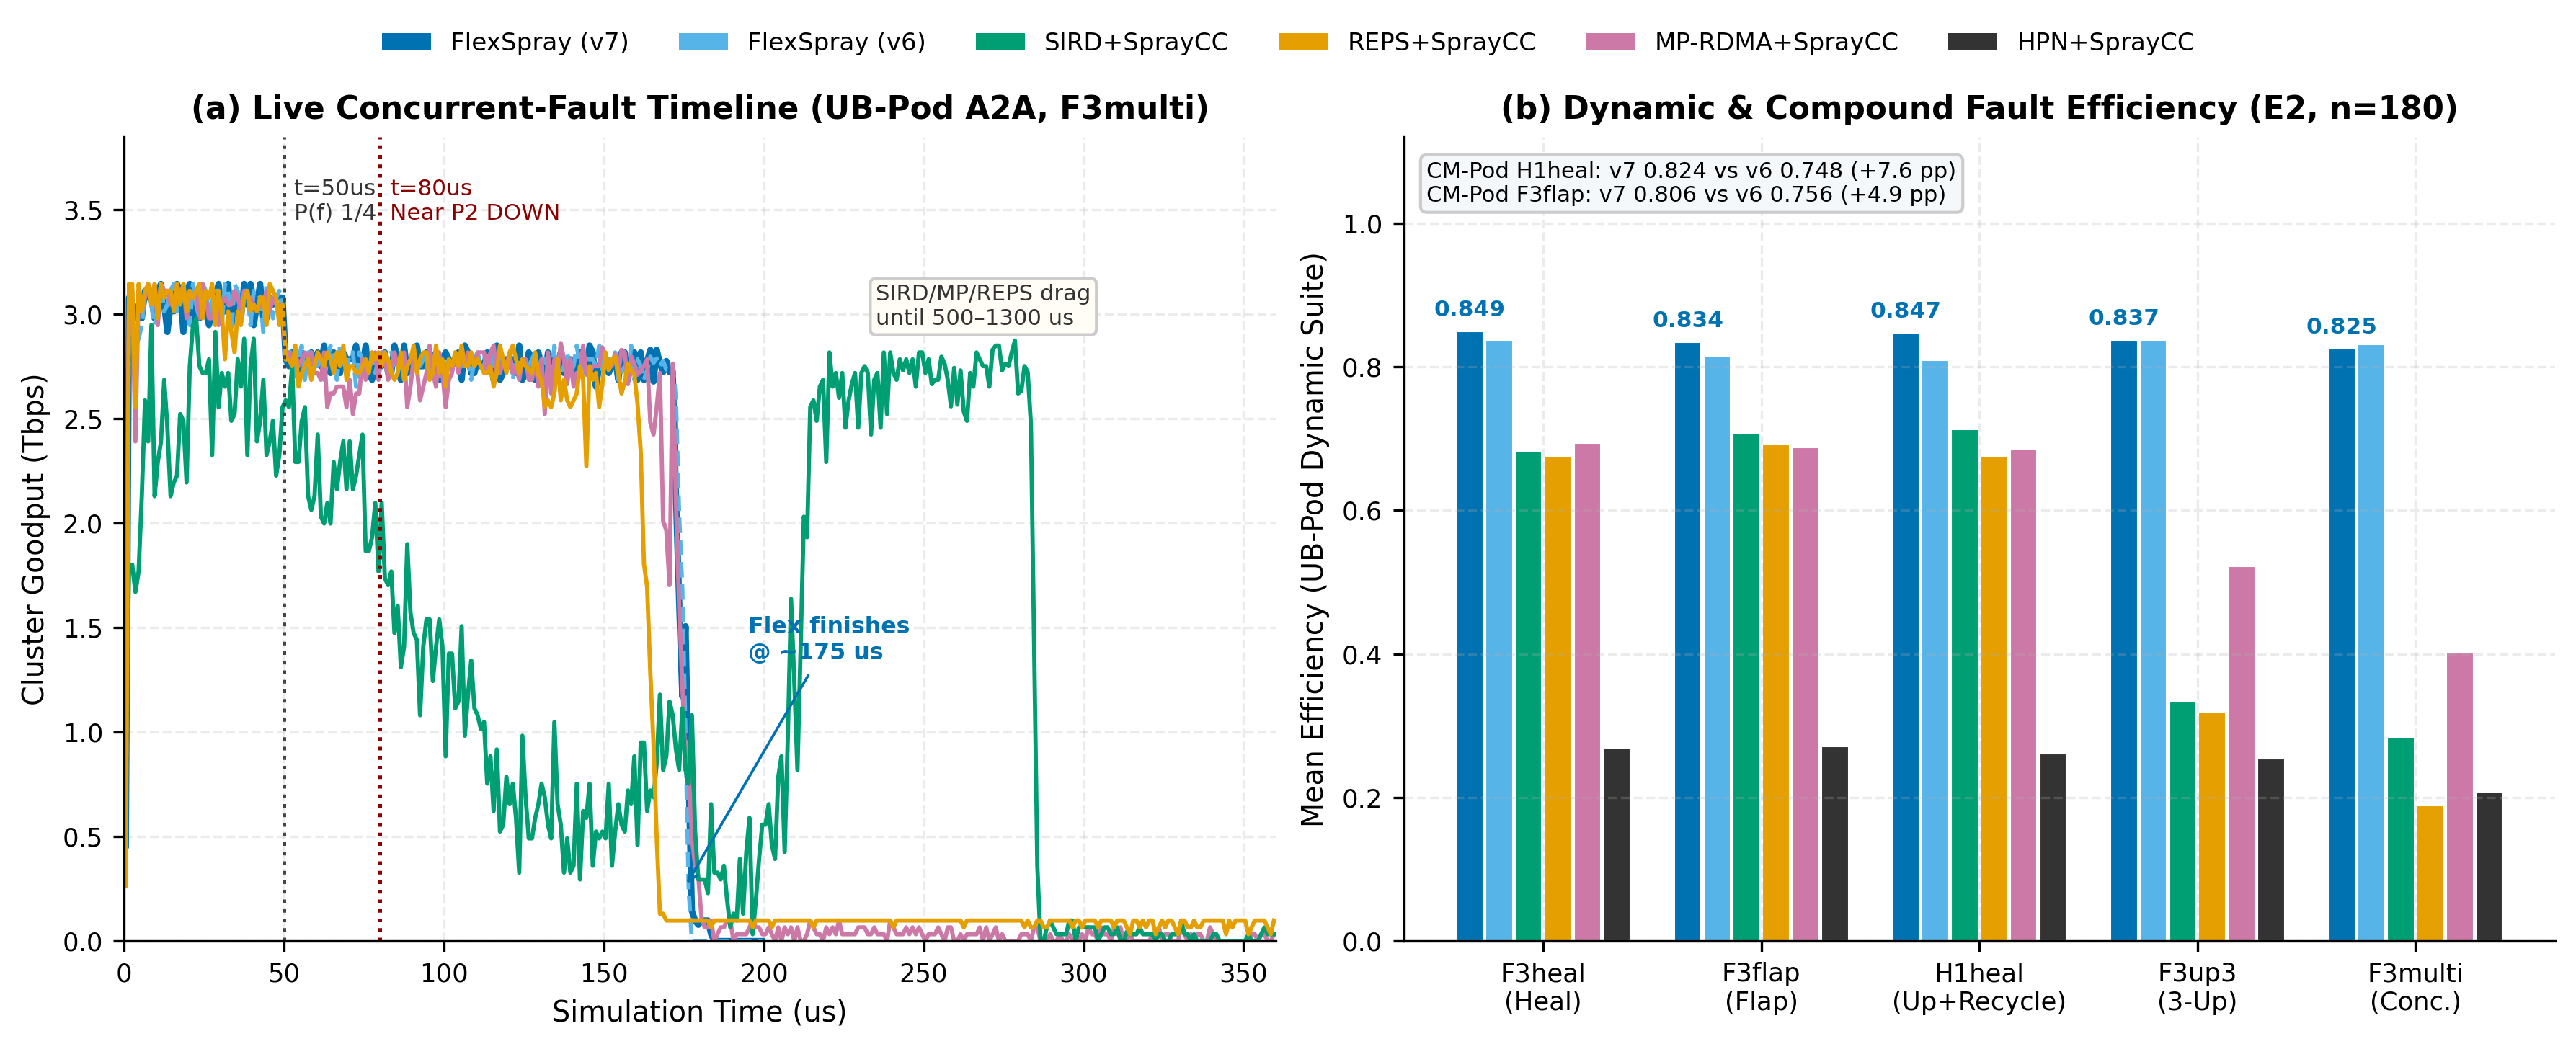 FlexSpray (v7)
FlexSpray (v6)
SIRD+SprayCC
REPS+SprayCC
MP-RDMA+SprayCC
HPN+SprayCC
(a) Live Concurrent-Fault Timeline (UB-Pod A2A, F3multi)
Cluster Goodput (Tbps)
3.5
3.0
2.5
2.0
1.5
1.0
0.5
0.0
t=50us
P(f) 1/4
t=80us
Near P2 DOWN
SIRD/MP/REPS drag
until 500–1300 us
Flex finishes
@ ~175 us
0
50
100
150
200
250
300
350
Simulation Time (us)
(b) Dynamic & Compound Fault Efficiency (E2, n=180)
Mean Efficiency (UB-Pod Dynamic Suite)
CM-Pod H1heal: v7 0.824 vs v6 0.748 (+7.6 pp)
CM-Pod F3flap: v7 0.806 vs v6 0.756 (+4.9 pp)
1.0
0.8
0.6
0.4
0.2
0.0
0.849
0.834
0.847
0.837
0.825
F3heal
(Heal)
F3flap
(Flap)
H1heal
(Up+Recycle)
F3up3
(3-Up)
F3multi
(Conc.)